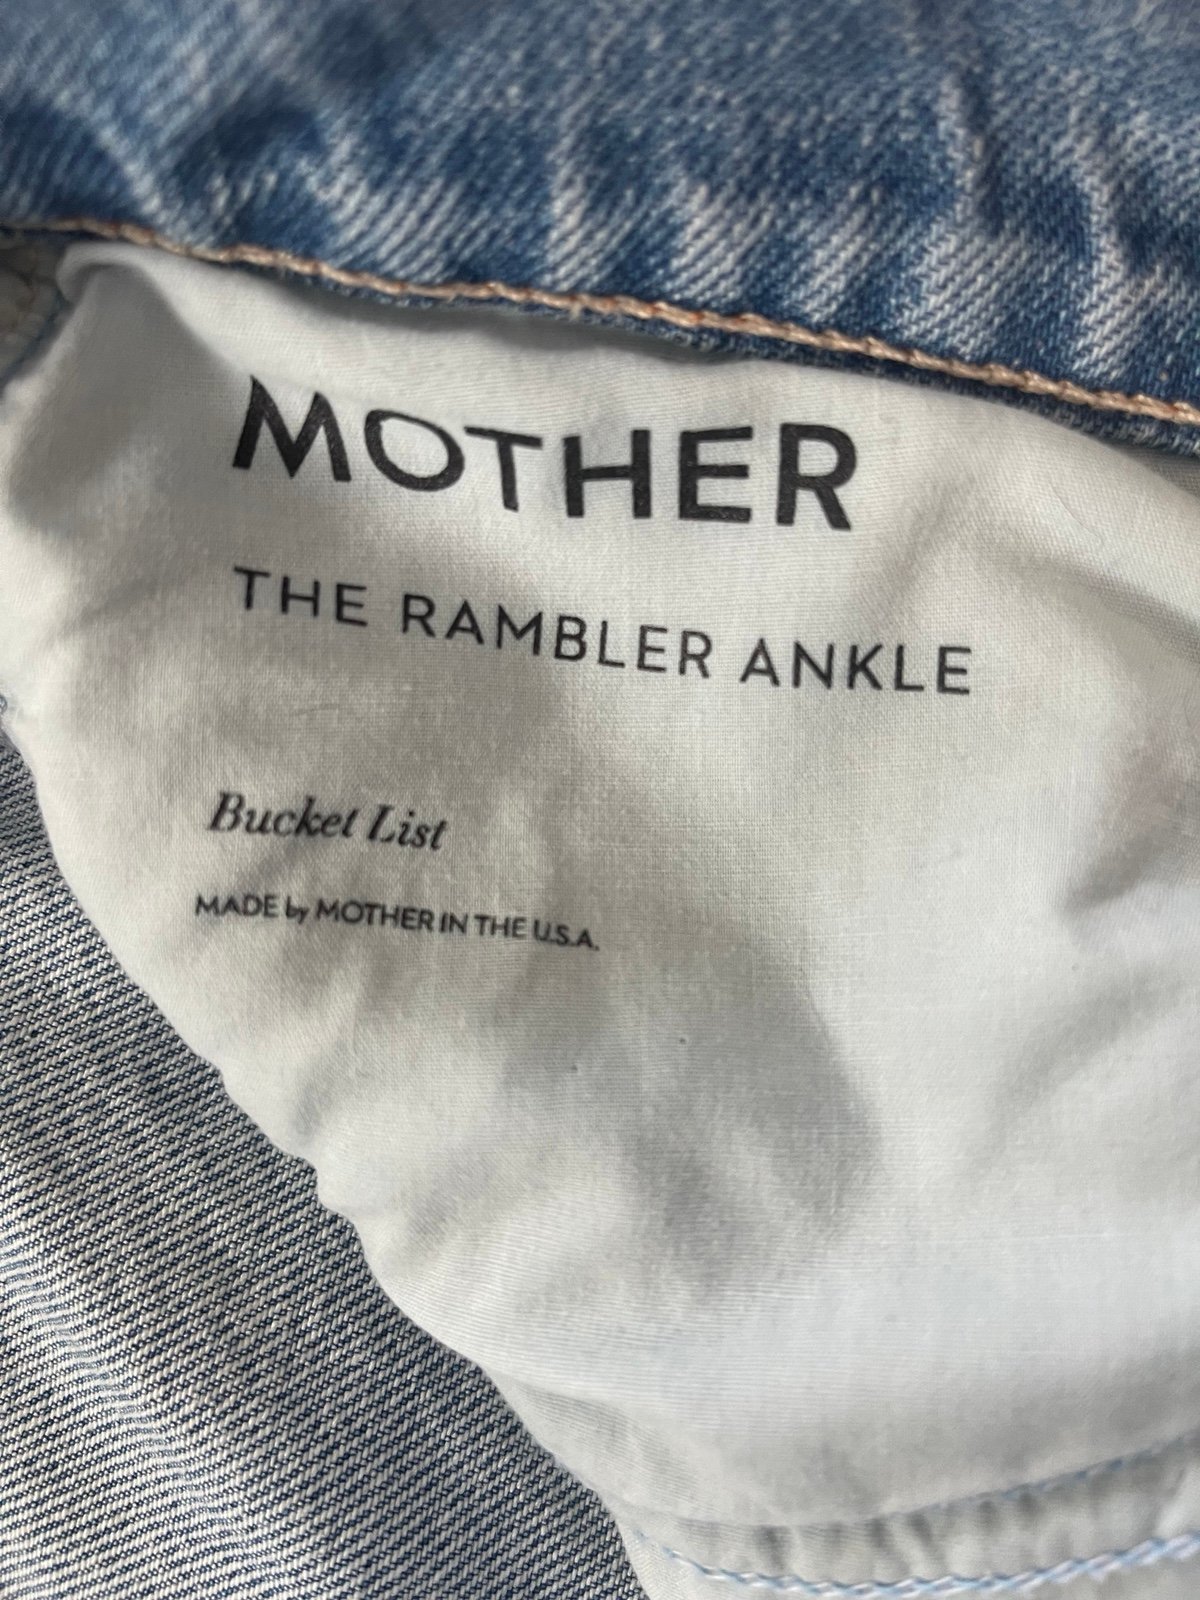 MOTHER
THE RAMBLER ANKLE
Bucket List
MADE by MOTHER IN THE U.S.A.